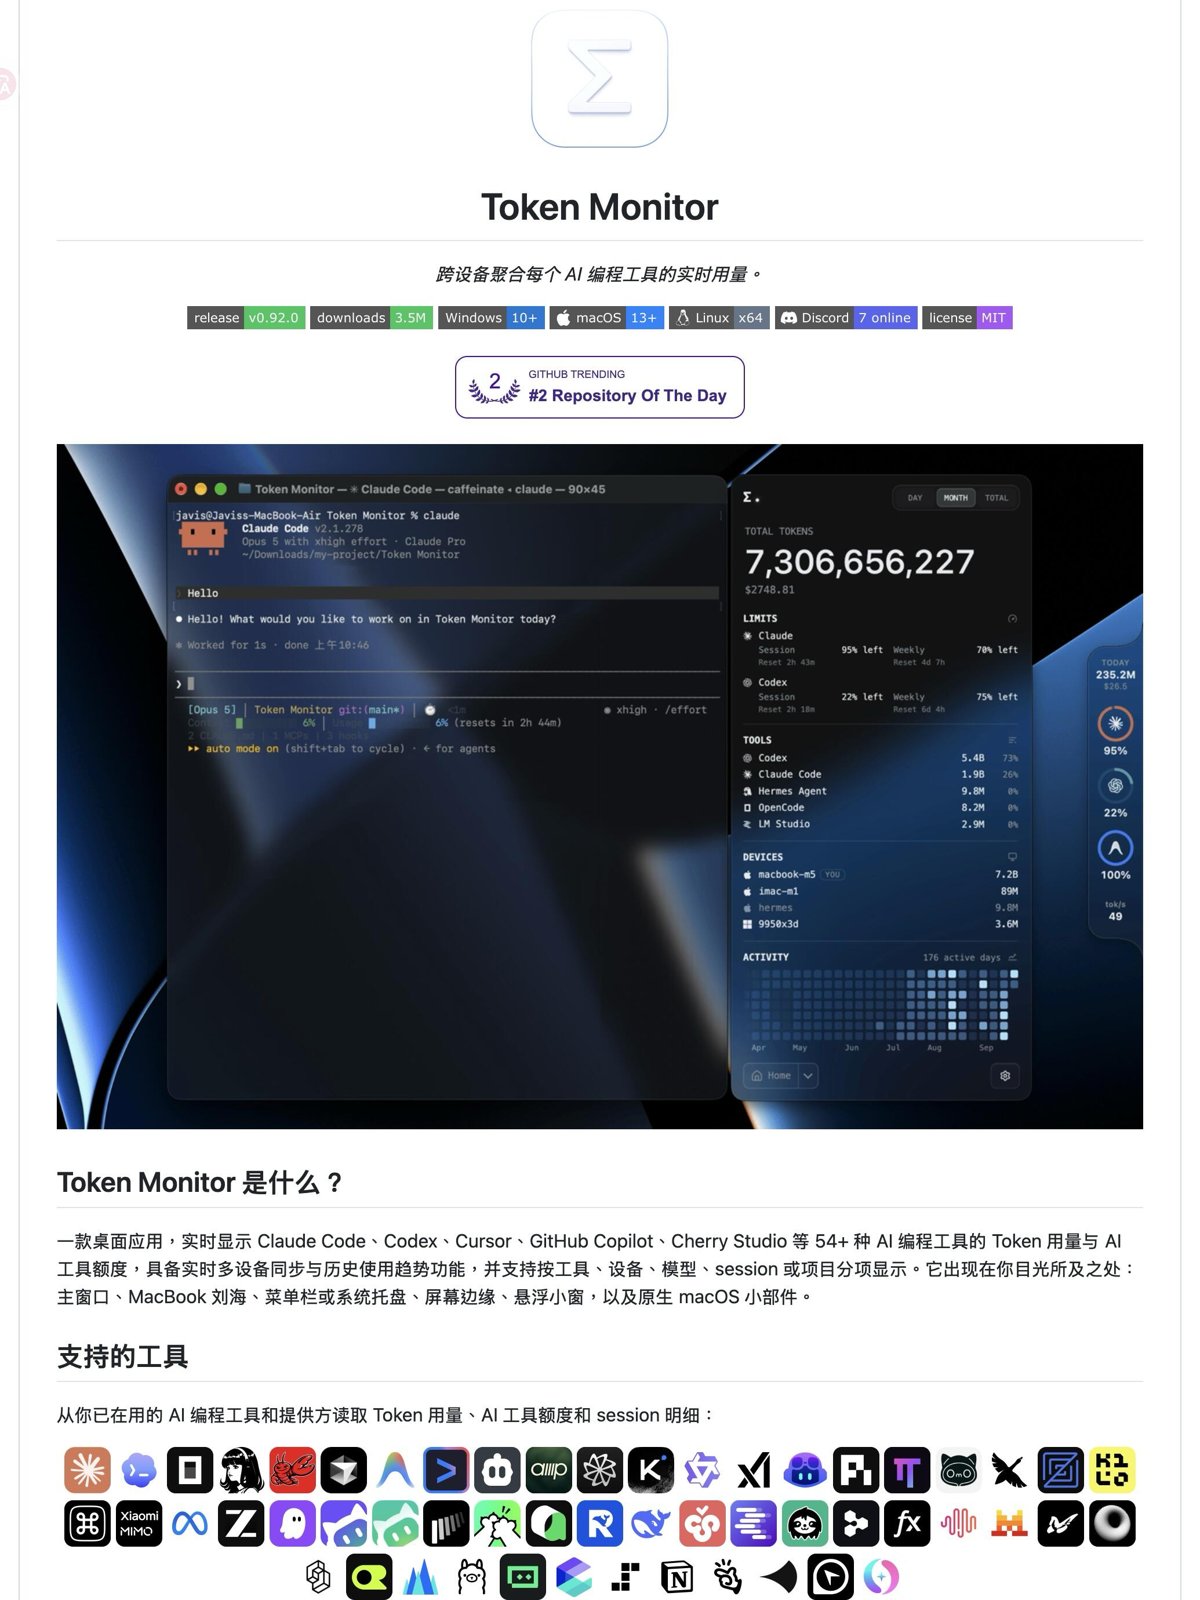 Σ
Token Monitor
跨设备聚合每个 AI 编程工具的实时用量。
release v0.92.0 downloads 3.5M Windows 10+ macOS 13+ Linux x64 Discord 7 online license MIT
2 GITHUB TRENDING
#2 Repository Of The Day
Token Monitor — ✳ Claude Code — caffeinate ◂ claude — 90×45
javis@Javiss-MacBook-Air Token Monitor % claude
Claude Code v2.1.278
Opus 5 with xhigh effort · Claude Pro
~/Downloads/my-project/Token Monitor
Hello
Hello! What would you like to work on in Token Monitor today?
✻ Worked for 1s · done 上午10:46
❯
[Opus 5] │ Token Monitor git:(main*) │ <1m
◉ xhigh · /effort
Context 6% │ Usage 6% (resets in 2h 44m)
2 CLAUDE.md | 1 MCPs | 3 hooks
▸▸ auto mode on (shift+tab to cycle) · ← for agents
Σ.
DAY MONTH TOTAL
TOTAL TOKENS
7,306,656,227
$2748.81
LIMITS
Claude
Session 95% left Weekly 70% left
Reset 2h 43m Reset 4d 7h
Codex
Session 22% left Weekly 75% left
Reset 2h 18m Reset 6d 4h
TOOLS
Codex 5.4B 73%
Claude Code 1.9B 26%
Hermes Agent 9.8M 0%
OpenCode 8.2M 0%
LM Studio 2.9M 0%
DEVICES
macbook-m5 YOU 7.2B
imac-m1 89M
hermes 9.8M
9950x3d 3.6M
ACTIVITY 176 active days
Apr May Jun Jul Aug Sep
Home
TODAY
235.2M
$26.5
95%
22%
100%
tok/s
49
Token Monitor 是什么？
一款桌面应用，实时显示 Claude Code、Codex、Cursor、GitHub Copilot、Cherry Studio 等 54+ 种 AI 编程工具的 Token 用量与 AI
工具额度，具备实时多设备同步与历史使用趋势功能，并支持按工具、设备、模型、session 或项目分项显示。它出现在你目光所及之处：
主窗口、MacBook 刘海、菜单栏或系统托盘、屏幕边缘、悬浮小窗，以及原生 macOS 小部件。
支持的工具
从你已在用的 AI 编程工具和提供方读取 Token 用量、AI 工具额度和 session 明细：
amp
K
KILO
Xiaomi
MIMO
Z
R
fx
N